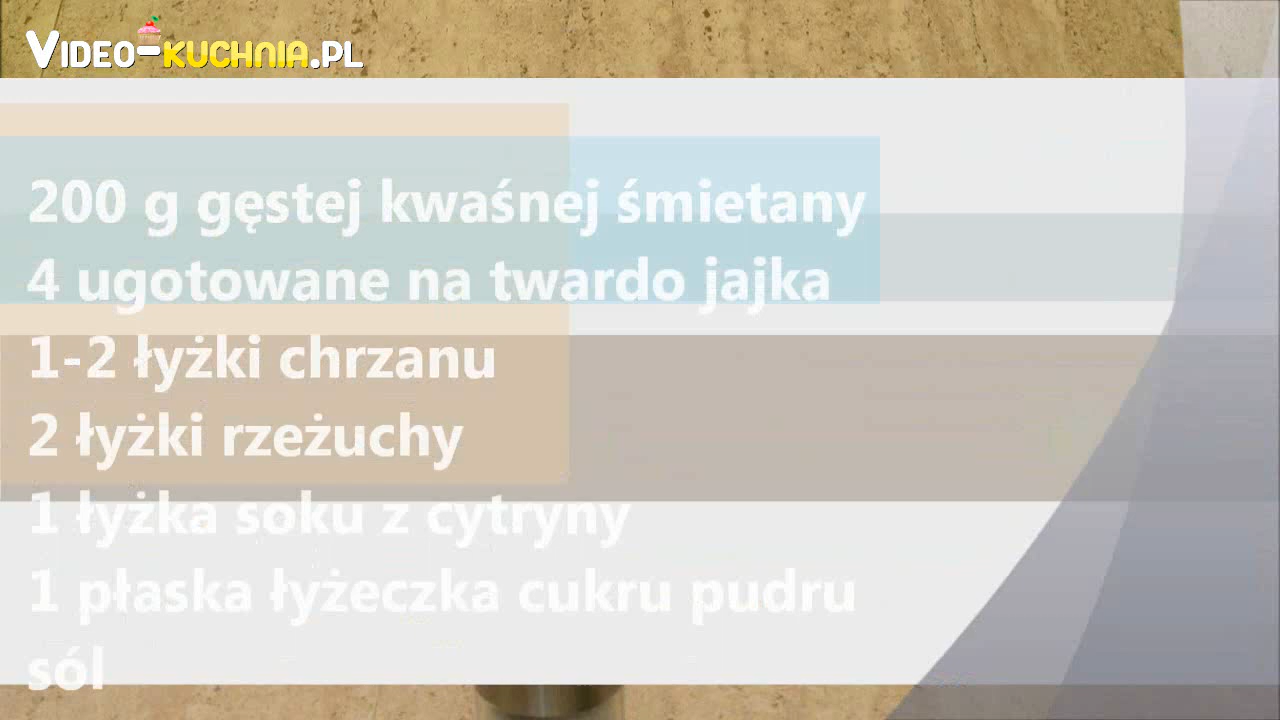 VIDEO-KUCHNIA.PL
200 g gęstej kwaśnej śmietany
4 ugotowane na twardo jajka
1-2 łyżki chrzanu
2 łyżki rzeżuchy
1 łyżka soku z cytryny
1 płaska łyżeczka cukru pudru
sól